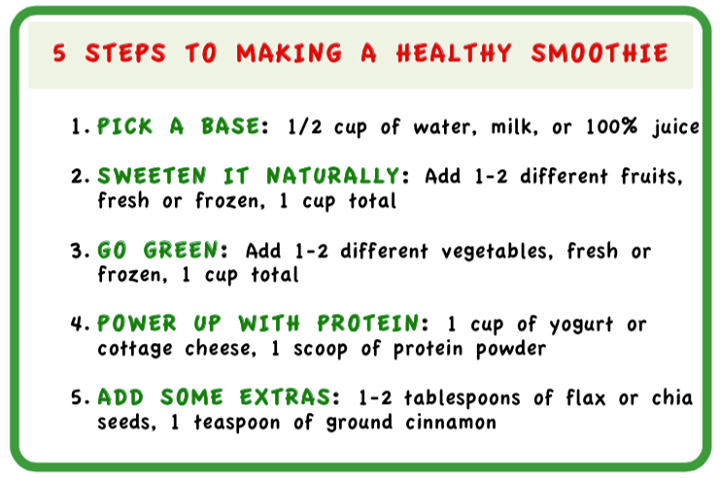 5 STEPS TO MAKING A HEALTHY SMOOTHIE
1. PICK A BASE: 1/2 cup of water, milk, or 100% juice
2. SWEETEN IT NATURALLY: Add 1-2 different fruits,
fresh or frozen, 1 cup total
3. GO GREEN: Add 1-2 different vegetables, fresh or
frozen, 1 cup total
4. POWER UP WITH PROTEIN: 1 cup of yogurt or
cottage cheese, 1 scoop of protein powder
5. ADD SOME EXTRAS: 1-2 tablespoons of flax or chia
seeds, 1 teaspoon of ground cinnamon